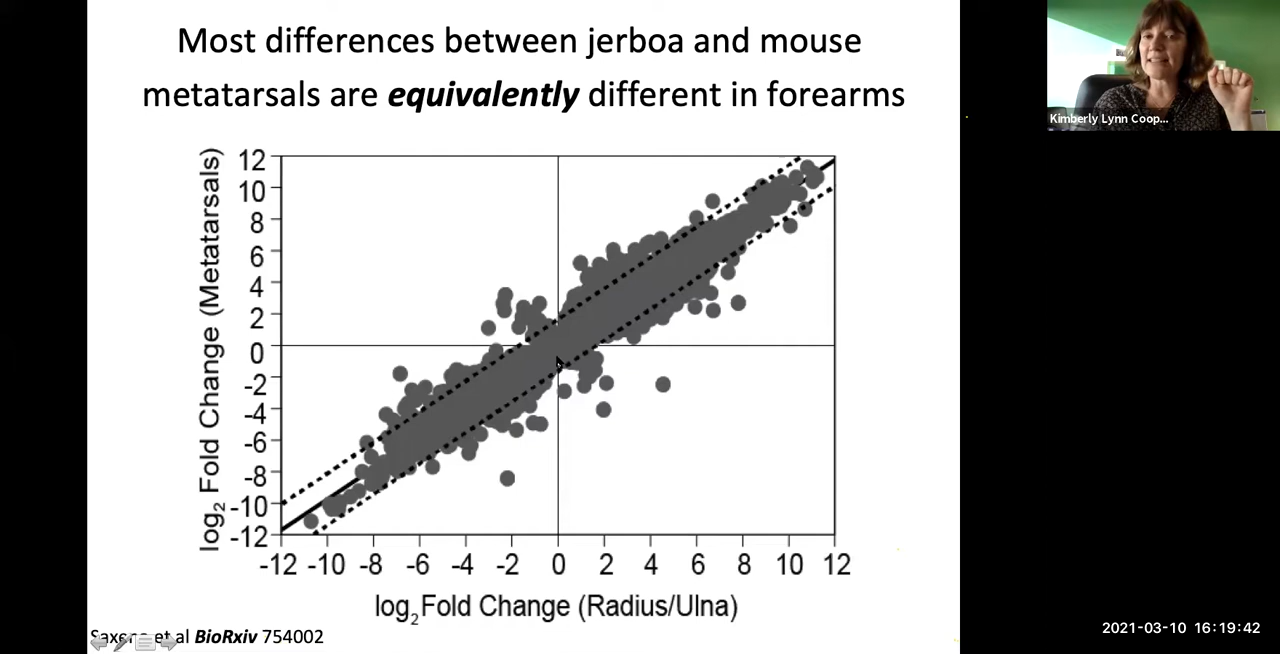 Most differences between jerboa and mouse
metatarsals are equivalently different in forearms
Kimberly Lynn Coop...
log2 Fold Change (Metatarsals)
12
10
8
6
4
2
0
-2
-4
-6
-8
-10
-12
-12 -10 -8 -6 -4 -2 0 2 4 6 8 10 12
log2 Fold Change (Radius/Ulna)
Saxena et al BioRxiv 754002
2021-03-10 16:19:42